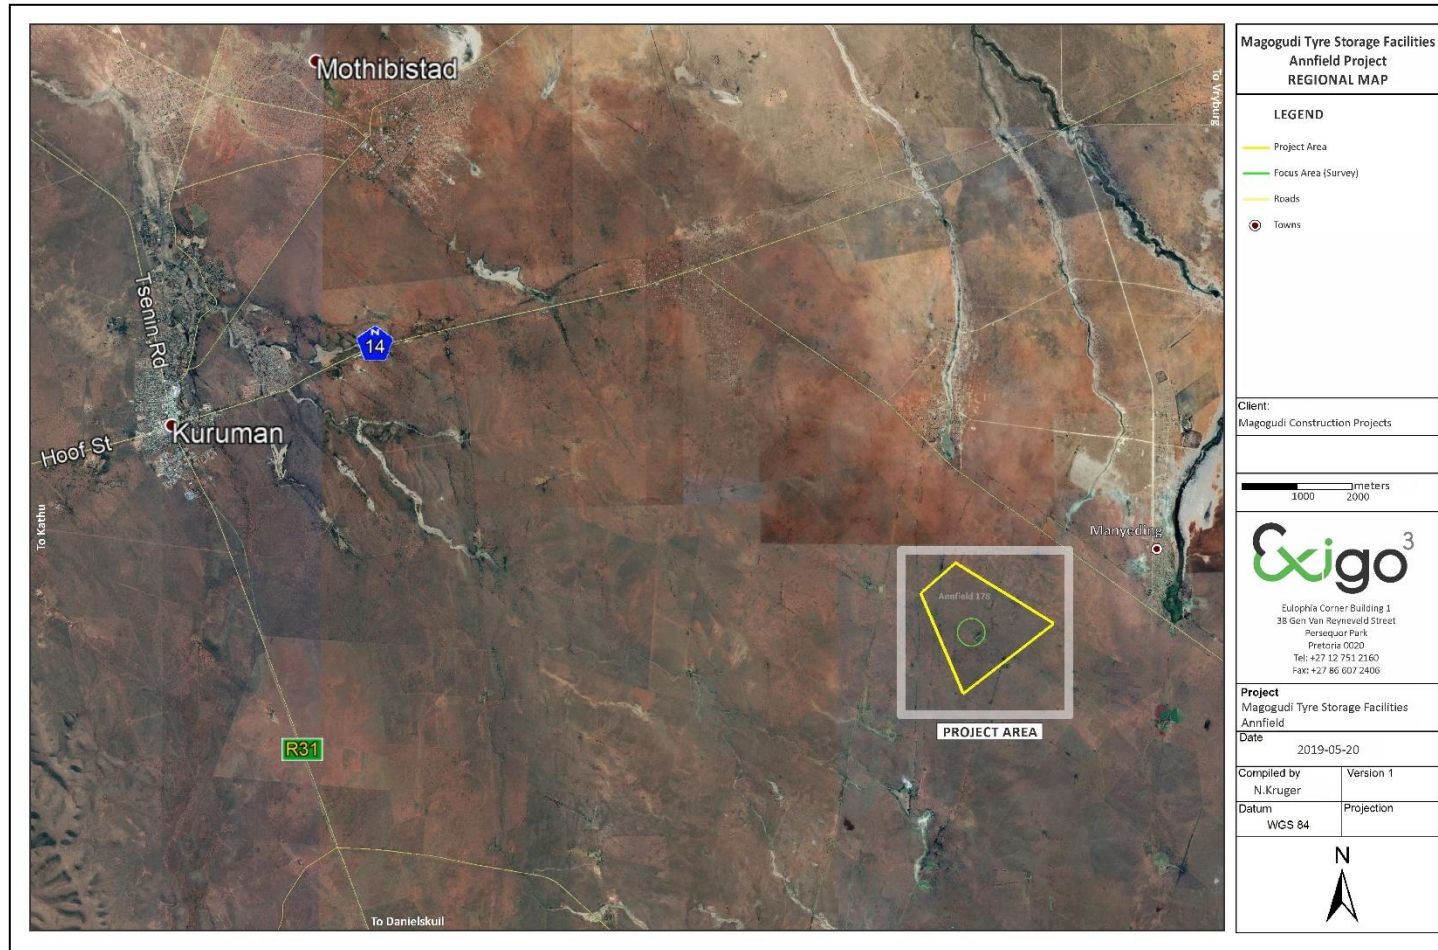 Mothibistad
To Vryburg
Tsenin Rd
N
14
Kuruman
Hoof St
To Kathu
Manyeding
Annfield 178
PROJECT AREA
R31
To Danielskuil
Magogudi Tyre Storage Facilities
Annfield Project
REGIONAL MAP
LEGEND
Project Area
Focus Area (Survey)
Roads
Towns
Client:
Magogudi Construction Projects
meters
1000 2000
Exigo3
Eulophia Corner Building 1
38 Gen Van Reyneveld Street
Persequor Park
Pretoria 0020
Tel: +27 12 751 2160
Fax: +27 86 607 2406
Project
Magogudi Tyre Storage Facilities
Annfield
Date
2019-05-20
Compiled by
N.Kruger
Version 1
Datum
WGS 84
Projection
N